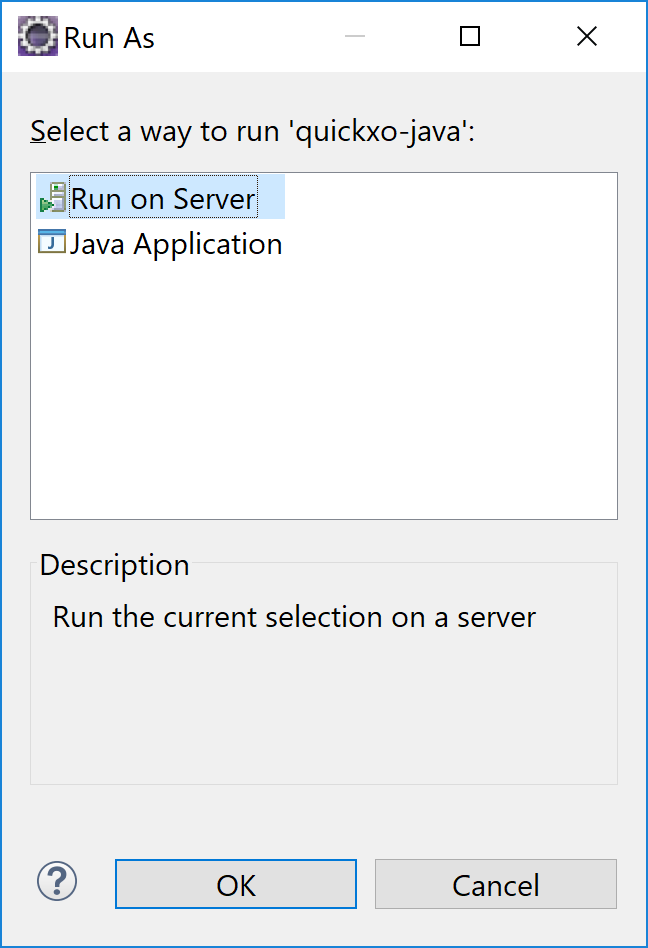 Run As
Select a way to run 'quickxo-java':
Run on Server
Java Application
Description
Run the current selection on a server
OK
Cancel